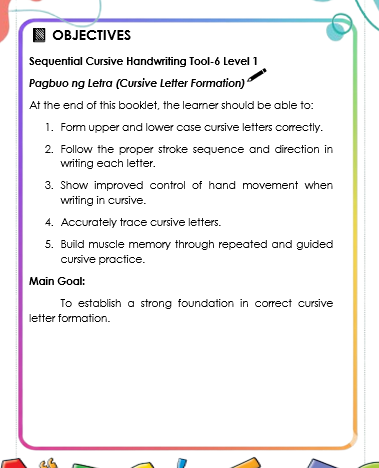 OBJECTIVES
Sequential Cursive Handwriting Tool-6 Level 1
Pagbuo ng Letra (Cursive Letter Formation)
At the end of this booklet, the learner should be able to:
1. Form upper and lower case cursive letters correctly.
2. Follow the proper stroke sequence and direction in
writing each letter.
3. Show improved control of hand movement when
writing in cursive.
4. Accurately trace cursive letters.
5. Build muscle memory through repeated and guided
cursive practice.
Main Goal:
To establish a strong foundation in correct cursive
letter formation.